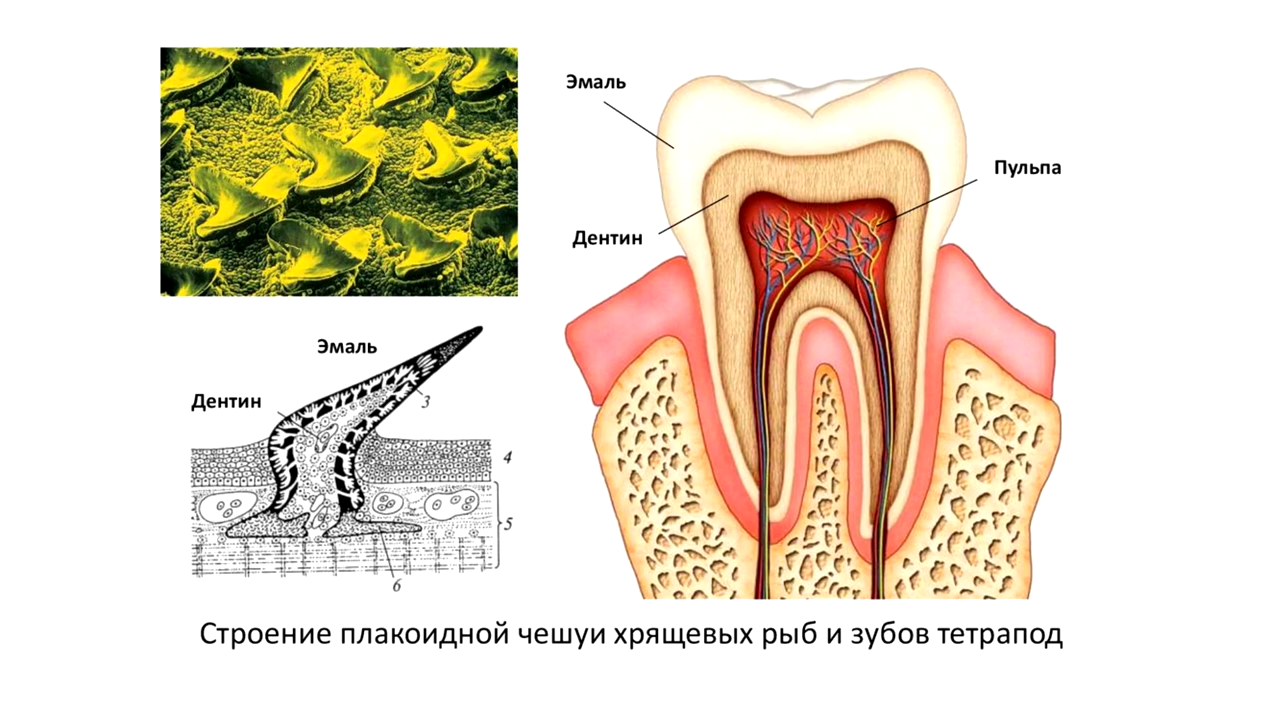 Эмаль
Пульпа
Дентин
Эмаль
Дентин
3
4
5
6
Строение плакоидной чешуи хрящевых рыб и зубов тетрапод